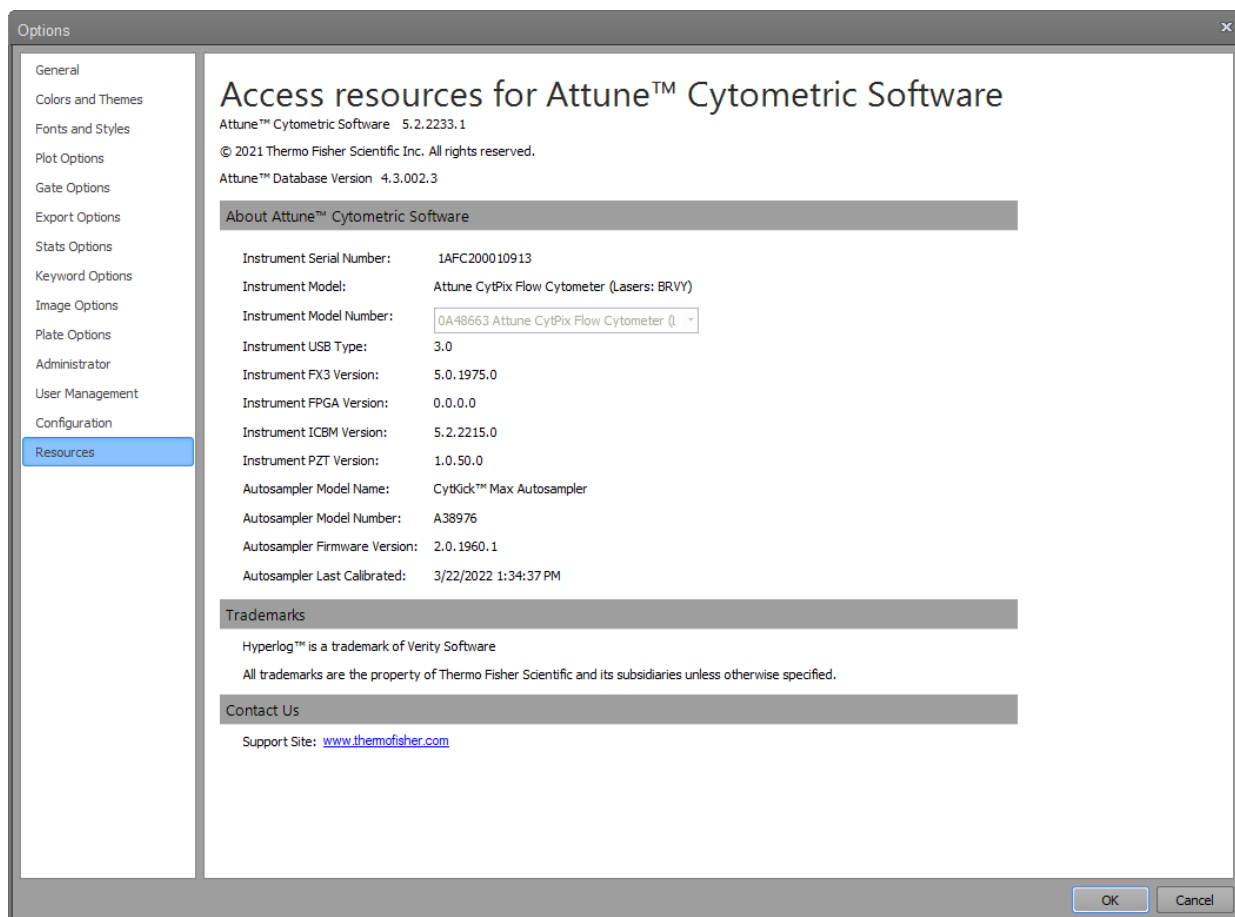 Options
General
Colors and Themes
Fonts and Styles
Plot Options
Gate Options
Export Options
Stats Options
Keyword Options
Image Options
Plate Options
Administrator
User Management
Configuration
Resources
Access resources for Attune™ Cytometric Software
Attune™ Cytometric Software 5.2.2233.1
© 2021 Thermo Fisher Scientific Inc. All rights reserved.
Attune™ Database Version 4.3.002.3
About Attune™ Cytometric Software
Instrument Serial Number: 1AFC200010913
Instrument Model: Attune CytPix Flow Cytometer (Lasers: BRVY)
Instrument Model Number: 0A48663 Attune CytPix Flow Cytometer (L
Instrument USB Type: 3.0
Instrument FX3 Version: 5.0.1975.0
Instrument FPGA Version: 0.0.0.0
Instrument ICBM Version: 5.2.2215.0
Instrument PZT Version: 1.0.50.0
Autosampler Model Name: CytKick™ Max Autosampler
Autosampler Model Number: A38976
Autosampler Firmware Version: 2.0.1960.1
Autosampler Last Calibrated: 3/22/2022 1:34:37 PM
Trademarks
Hyperlog™ is a trademark of Verity Software
All trademarks are the property of Thermo Fisher Scientific and its subsidiaries unless otherwise specified.
Contact Us
Support Site: www.thermofisher.com
OK Cancel